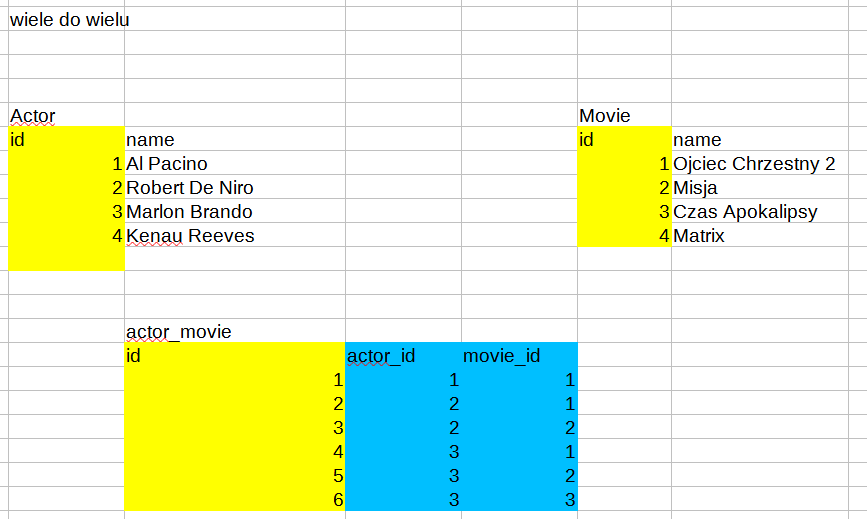 wiele do wielu
Actor Movie
id name id name
1 Al Pacino 1 Ojciec Chrzestny 2
2 Robert De Niro 2 Misja
3 Marlon Brando 3 Czas Apokalipsy
4 Kenau Reeves 4 Matrix
actor_movie
id actor_id movie_id
1 1 1
2 2 1
3 2 2
4 3 1
5 3 2
6 3 3